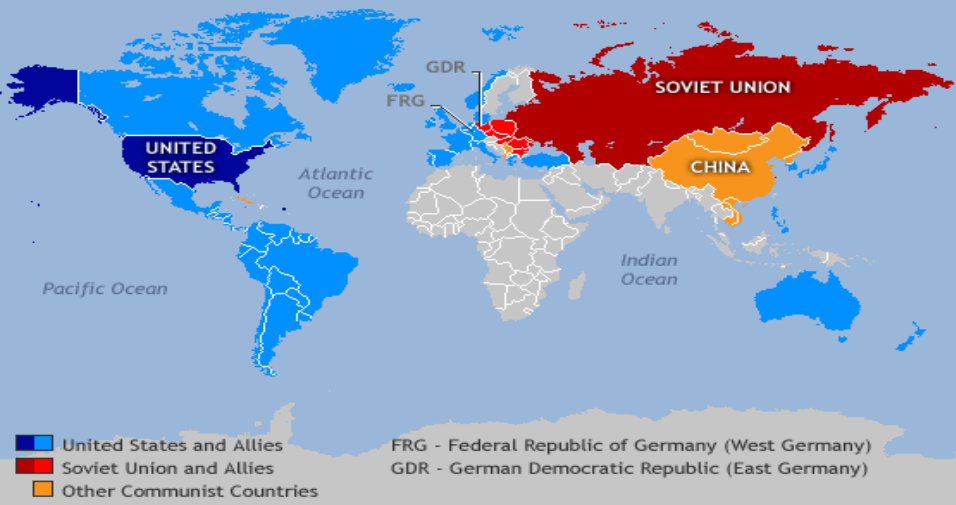 GDR
FRG
SOVIET UNION
UNITED
STATES
CHINA
Atlantic
Ocean
Indian
Ocean
Pacific Ocean
United States and Allies
FRG - Federal Republic of Germany (West Germany)
Soviet Union and Allies
GDR - German Democratic Republic (East Germany)
Other Communist Countries